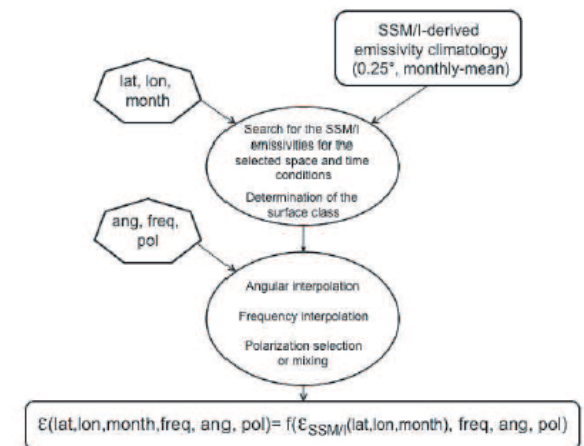 SSM/I-derived
emissivity climatology
(0.25°, monthly-mean)
lat, lon,
month
Search for the SSM/I
emissivities for the
selected space and time
conditions
Determination of the
surface class
ang, freq,
pol
Angular interpolation
Frequency interpolation
Polarization selection
or mixing
Ɛ(lat,lon,month,freq, ang, pol)= f(Ɛ_SSM/I(lat,lon,month), freq, ang, pol)